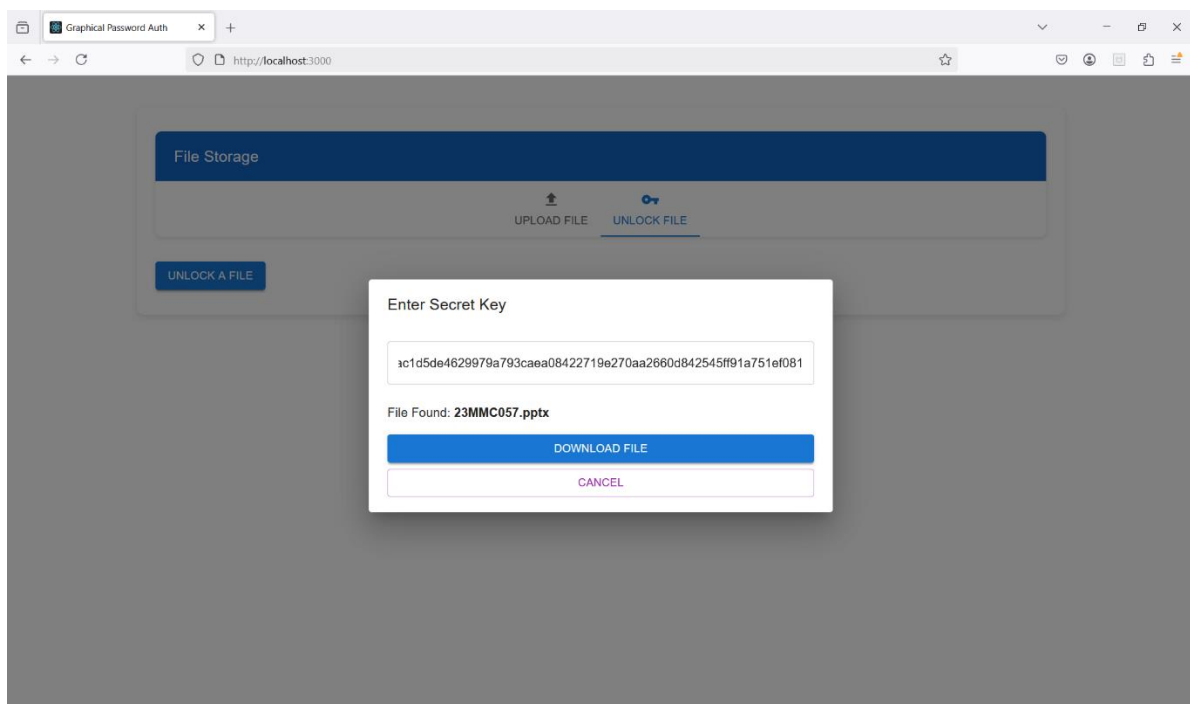 Graphical Password Auth
http://localhost:3000
File Storage
UPLOAD FILE UNLOCK FILE
UNLOCK A FILE
Enter Secret Key
ac1d5de4629979a793caea08422719e270aa2660d842545ff91a751ef081
File Found: 23MMC057.pptx
DOWNLOAD FILE
CANCEL